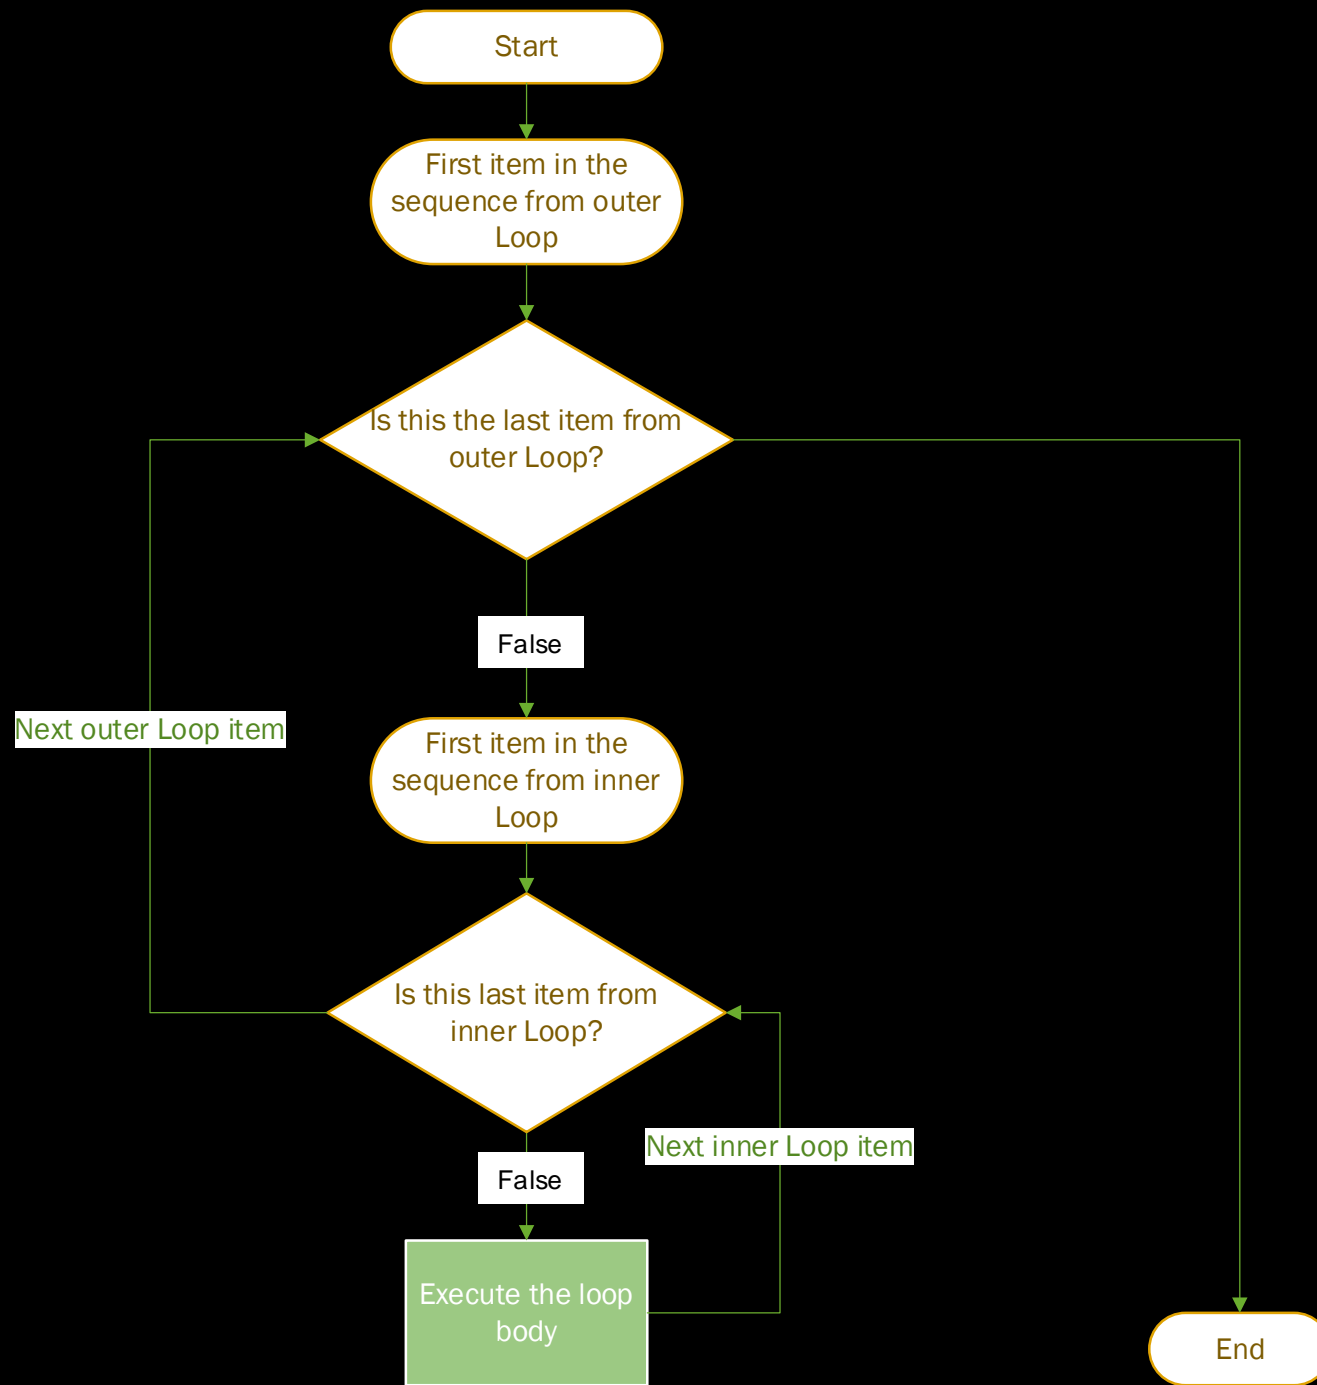 Start
First item in the
sequence from outer
Loop
Is this the last item from
outer Loop?
False
Next outer Loop item
First item in the
sequence from inner
Loop
Is this last item from
inner Loop?
Next inner Loop item
False
Execute the loop
body
End